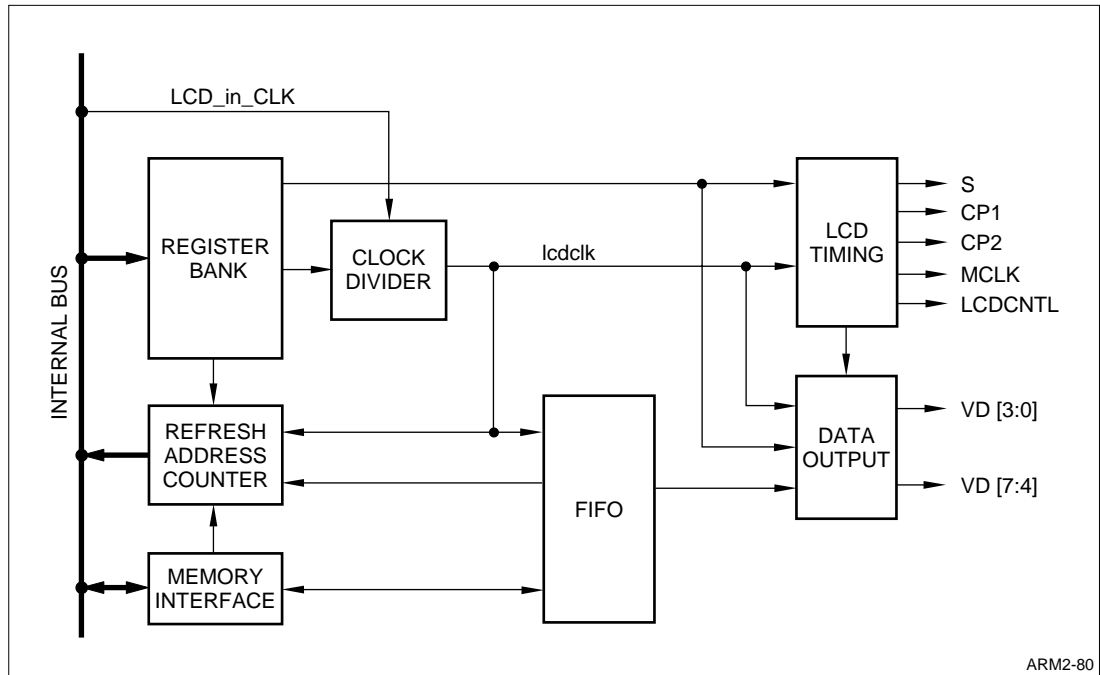 LCD_in_CLK
INTERNAL BUS
REGISTER
BANK
CLOCK
DIVIDER
lcdclk
LCD
TIMING
S
CP1
CP2
MCLK
LCDCNTL
REFRESH
ADDRESS
COUNTER
FIFO
DATA
OUTPUT
VD [3:0]
VD [7:4]
MEMORY
INTERFACE
ARM2-80